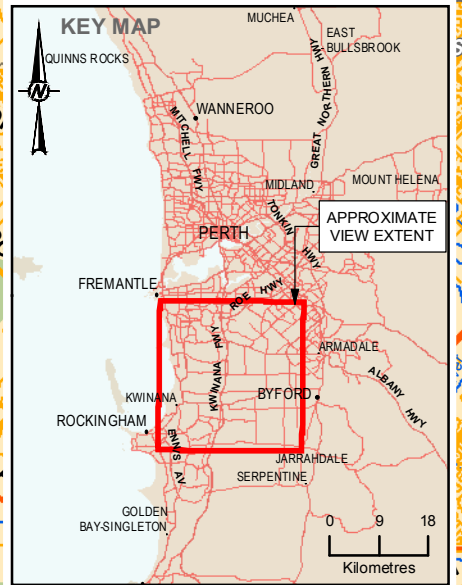 KEY MAP
N
MUCHEA
EAST
BULLSBROOK
QUINNS ROCKS
WANNEROO
MITCHELL FWY
GREAT NORTHERN HWY
MIDLAND
MOUNT HELENA
TONKIN HWY
PERTH
APPROXIMATE
VIEW EXTENT
FREMANTLE
ROE HWY
KWINANA FWY
ARMADALE
ALBANY HWY
KWINANA
BYFORD
ROCKINGHAM
ENNIS AV
JARRAHDALE
SERPENTINE
GOLDEN
BAY-SINGLETON
0 9 18
Kilometres